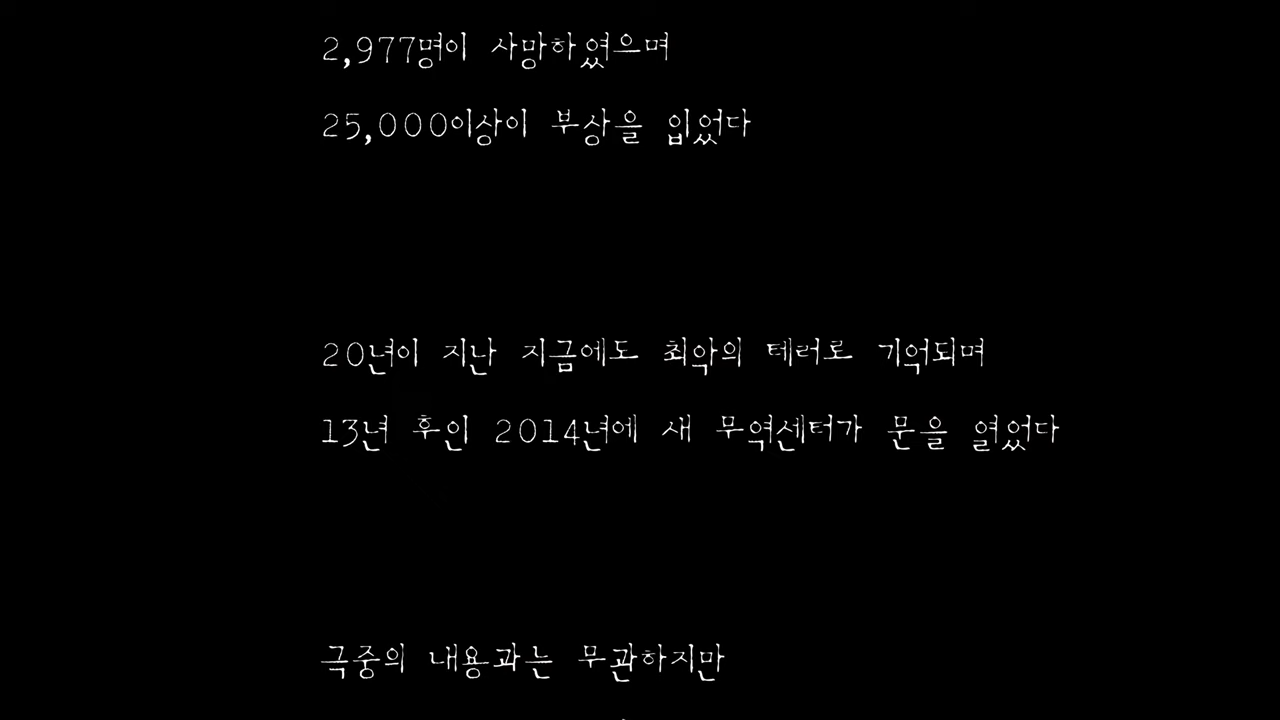 2,977명이 사망하였으며
25,000이상이 부상을 입었다
20년이 지난 지금에도 최악의 테러로 기억되며
13년 후인 2014년에 새 무역센터가 문을 열었다
극중의 내용과는 무관하지만